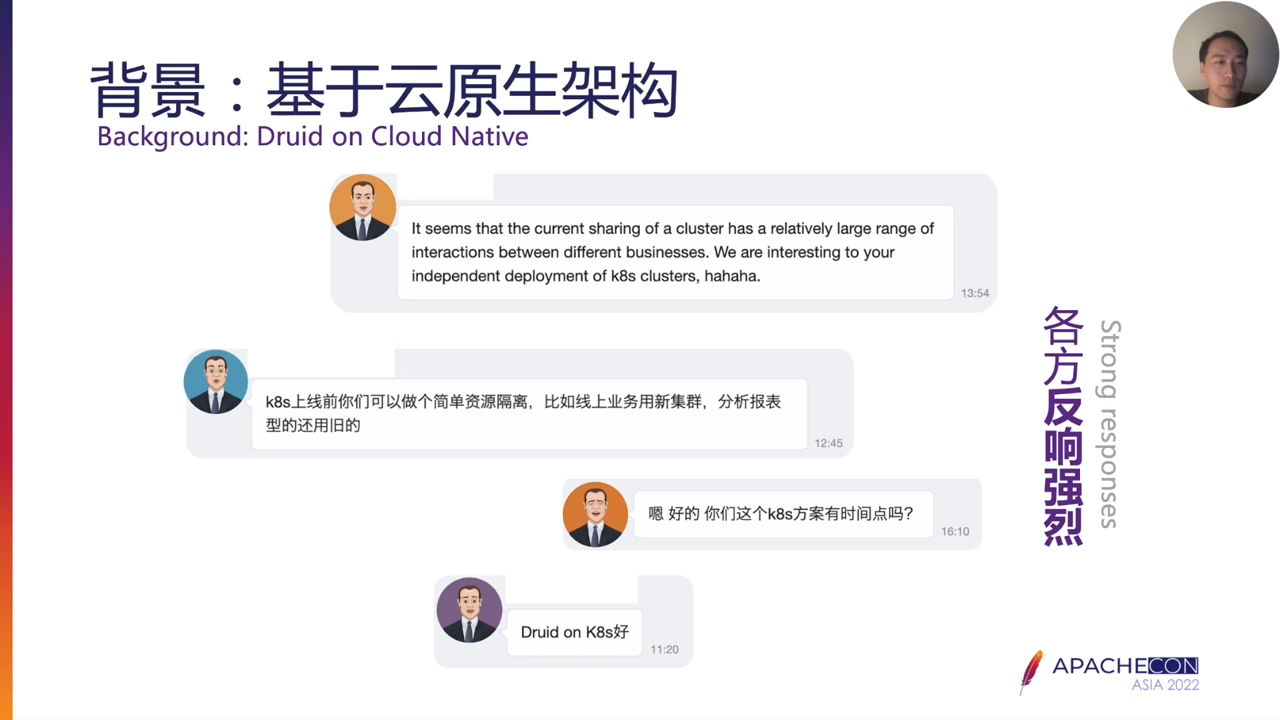 背景：基于云原生架构
Background: Druid on Cloud Native
It seems that the current sharing of a cluster has a relatively large range of
interactions between different businesses. We are interesting to your
independent deployment of k8s clusters, hahaha.
13:54
k8s上线前你们可以做个简单资源隔离，比如线上业务用新集群，分析报表
型的还用旧的
12:45
嗯 好的 你们这个k8s方案有时间点吗？
16:10
Druid on K8s好
11:20
各方反响强烈
Strong responses
APACHECON
ASIA 2022